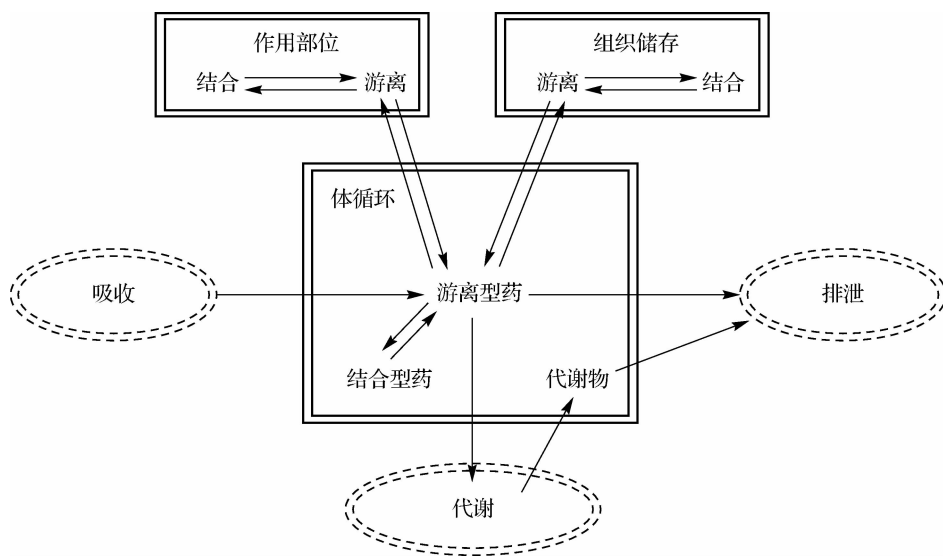 作用部位
结合 游离
组织储存
游离 结合
体循环
吸收
游离型药
排泄
结合型药
代谢物
代谢